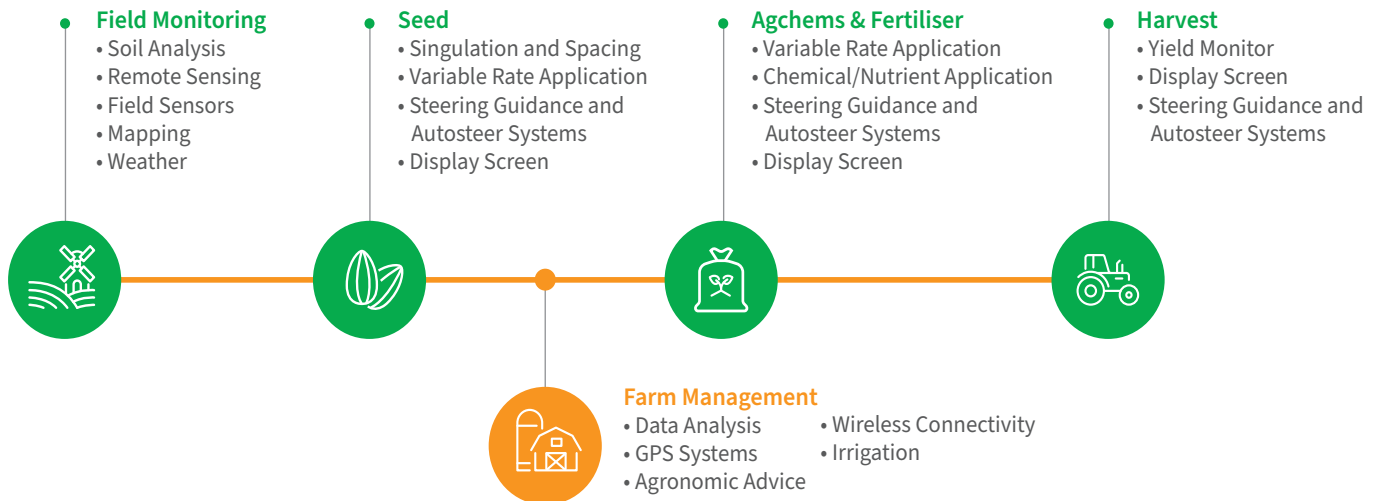 Field Monitoring
• Soil Analysis
• Remote Sensing
• Field Sensors
• Mapping
• Weather
Seed
• Singulation and Spacing
• Variable Rate Application
• Steering Guidance and
Autosteer Systems
• Display Screen
Agchems & Fertiliser
• Variable Rate Application
• Chemical/Nutrient Application
• Steering Guidance and
Autosteer Systems
• Display Screen
Harvest
• Yield Monitor
• Display Screen
• Steering Guidance and
Autosteer Systems
Farm Management
• Data Analysis
• GPS Systems
• Agronomic Advice
• Wireless Connectivity
• Irrigation